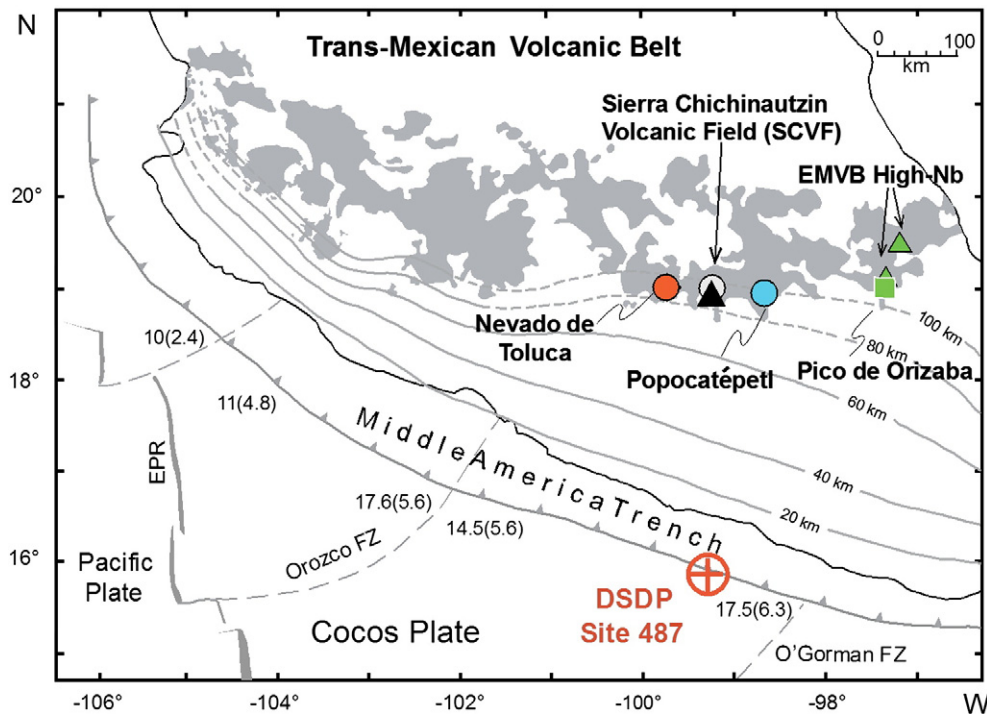 N
Trans-Mexican Volcanic Belt
0 100
km
Sierra Chichinautzin
Volcanic Field (SCVF)
EMVB High-Nb
20°
18°
16°
Nevado de
Toluca
Popocatépetl
Pico de Orizaba
100 km
80 km
60 km
40 km
20 km
10(2.4)
11(4.8)
17.6(5.6)
14.5(5.6)
17.5(6.3)
Middle America Trench
EPR
Orozco FZ
Pacific
Plate
Cocos Plate
DSDP
Site 487
O'Gorman FZ
-106° -104° -102° -100° -98° W